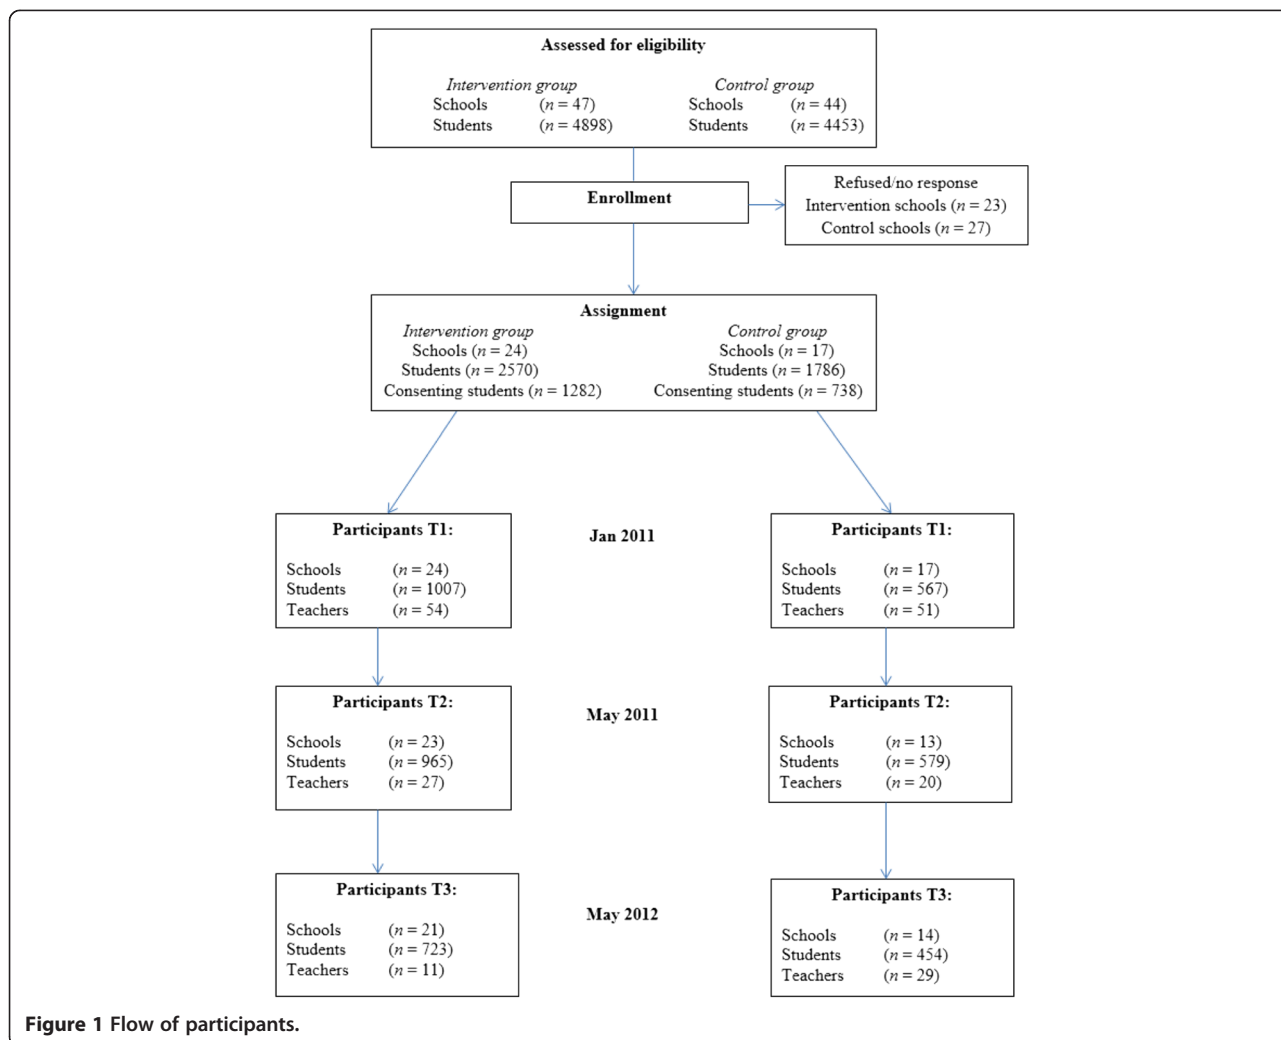 Assessed for eligibility
Intervention group Control group
Schools (n = 47) Schools (n = 44)
Students (n = 4898) Students (n = 4453)
Enrollment
Refused/no response
Intervention schools (n = 23)
Control schools (n = 27)
Assignment
Intervention group Control group
Schools (n = 24) Schools (n = 17)
Students (n = 2570) Students (n = 1786)
Consenting students (n = 1282) Consenting students (n = 738)
Participants T1:
Schools (n = 24)
Students (n = 1007)
Teachers (n = 54)
Jan 2011
Participants T1:
Schools (n = 17)
Students (n = 567)
Teachers (n = 51)
Participants T2:
Schools (n = 23)
Students (n = 965)
Teachers (n = 27)
May 2011
Participants T2:
Schools (n = 13)
Students (n = 579)
Teachers (n = 20)
Participants T3:
Schools (n = 21)
Students (n = 723)
Teachers (n = 11)
May 2012
Participants T3:
Schools (n = 14)
Students (n = 454)
Teachers (n = 29)
Figure 1 Flow of participants.